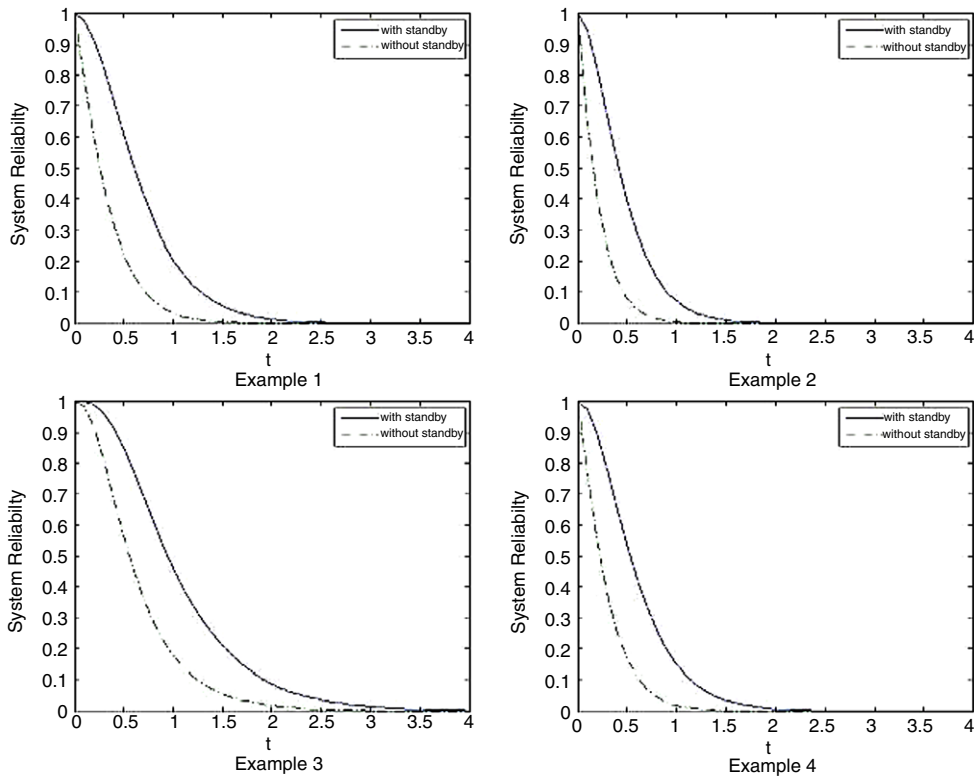 1
0.9
0.8
0.7
0.6
0.5
0.4
0.3
0.2
0.1
0
System Reliabilty
with standby
without standby
0 0.5 1 1.5 2 2.5 3 3.5 4
t
Example 1
1
0.9
0.8
0.7
0.6
0.5
0.4
0.3
0.2
0.1
0
System Reliabilty
with standby
without standby
0 0.5 1 1.5 2 2.5 3 3.5 4
t
Example 2
1
0.9
0.8
0.7
0.6
0.5
0.4
0.3
0.2
0.1
0
System Reliabilty
with standby
without standby
0 0.5 1 1.5 2 2.5 3 3.5 4
t
Example 3
1
0.9
0.8
0.7
0.6
0.5
0.4
0.3
0.2
0.1
0
System Reliabilty
with standby
without standby
0 0.5 1 1.5 2 2.5 3 3.5 4
t
Example 4